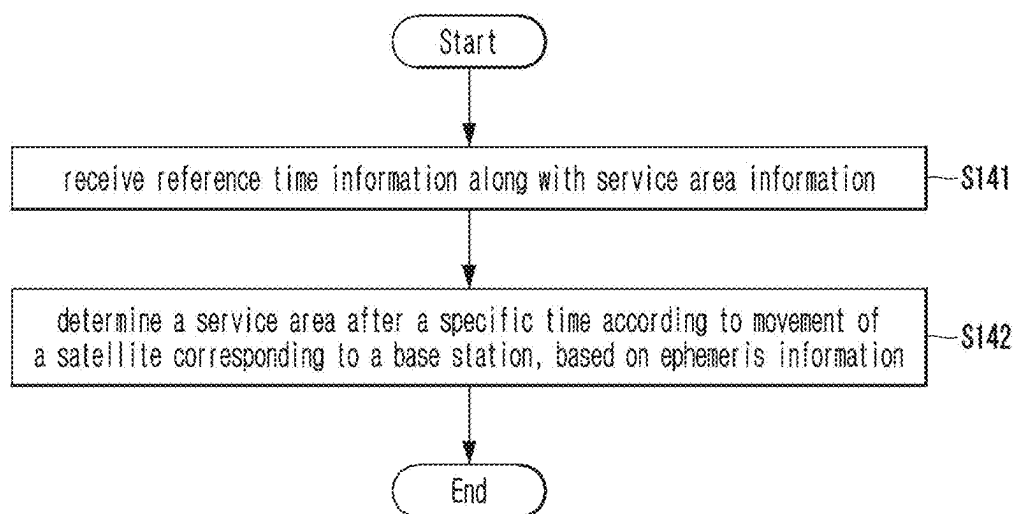 Start
receive reference time information along with service area information
S141
determine a service area after a specific time according to movement of
a satellite corresponding to a base station, based on ephemeris information
S142
End